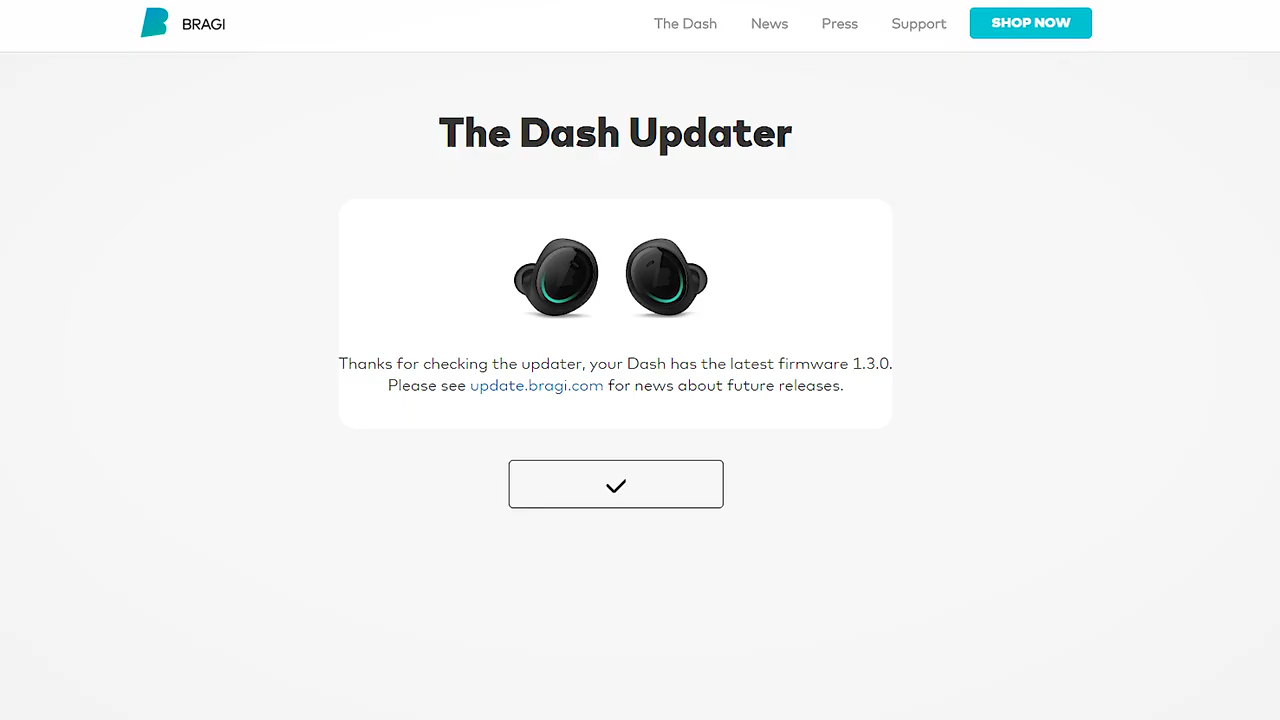 BRAGI
The Dash News Press Support SHOP NOW
The Dash Updater
Thanks for checking the updater, your Dash has the latest firmware 1.3.0.
Please see update.bragi.com for news about future releases.